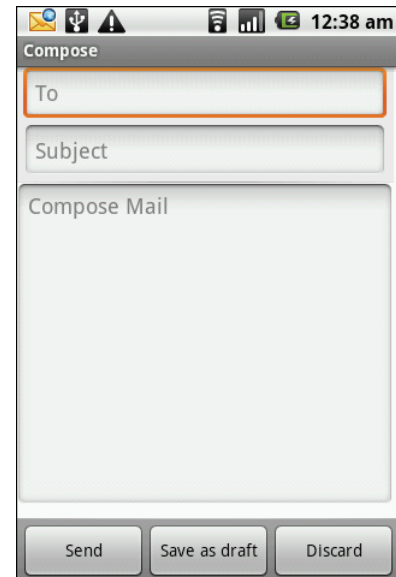 12:38 am
Compose
To
Subject
Compose Mail
Send Save as draft Discard